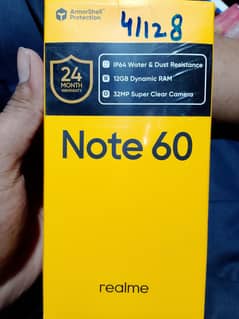 ArmorShell™
Protection
4/128
24
MONTH
WARRANTY
IP64 Water & Dust Resistance
12GB Dynamic RAM
32MP Super Clear Camera
Note 60
realme